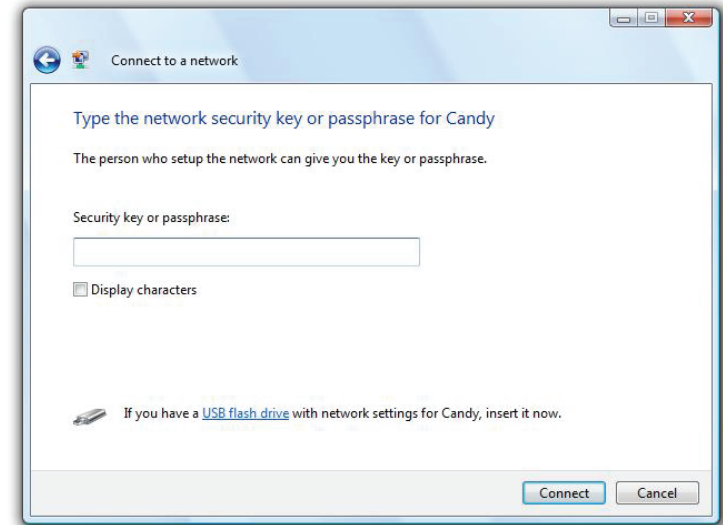 Connect to a network
Type the network security key or passphrase for Candy
The person who setup the network can give you the key or passphrase.
Security key or passphrase:
Display characters
If you have a USB flash drive with network settings for Candy, insert it now.
Connect Cancel